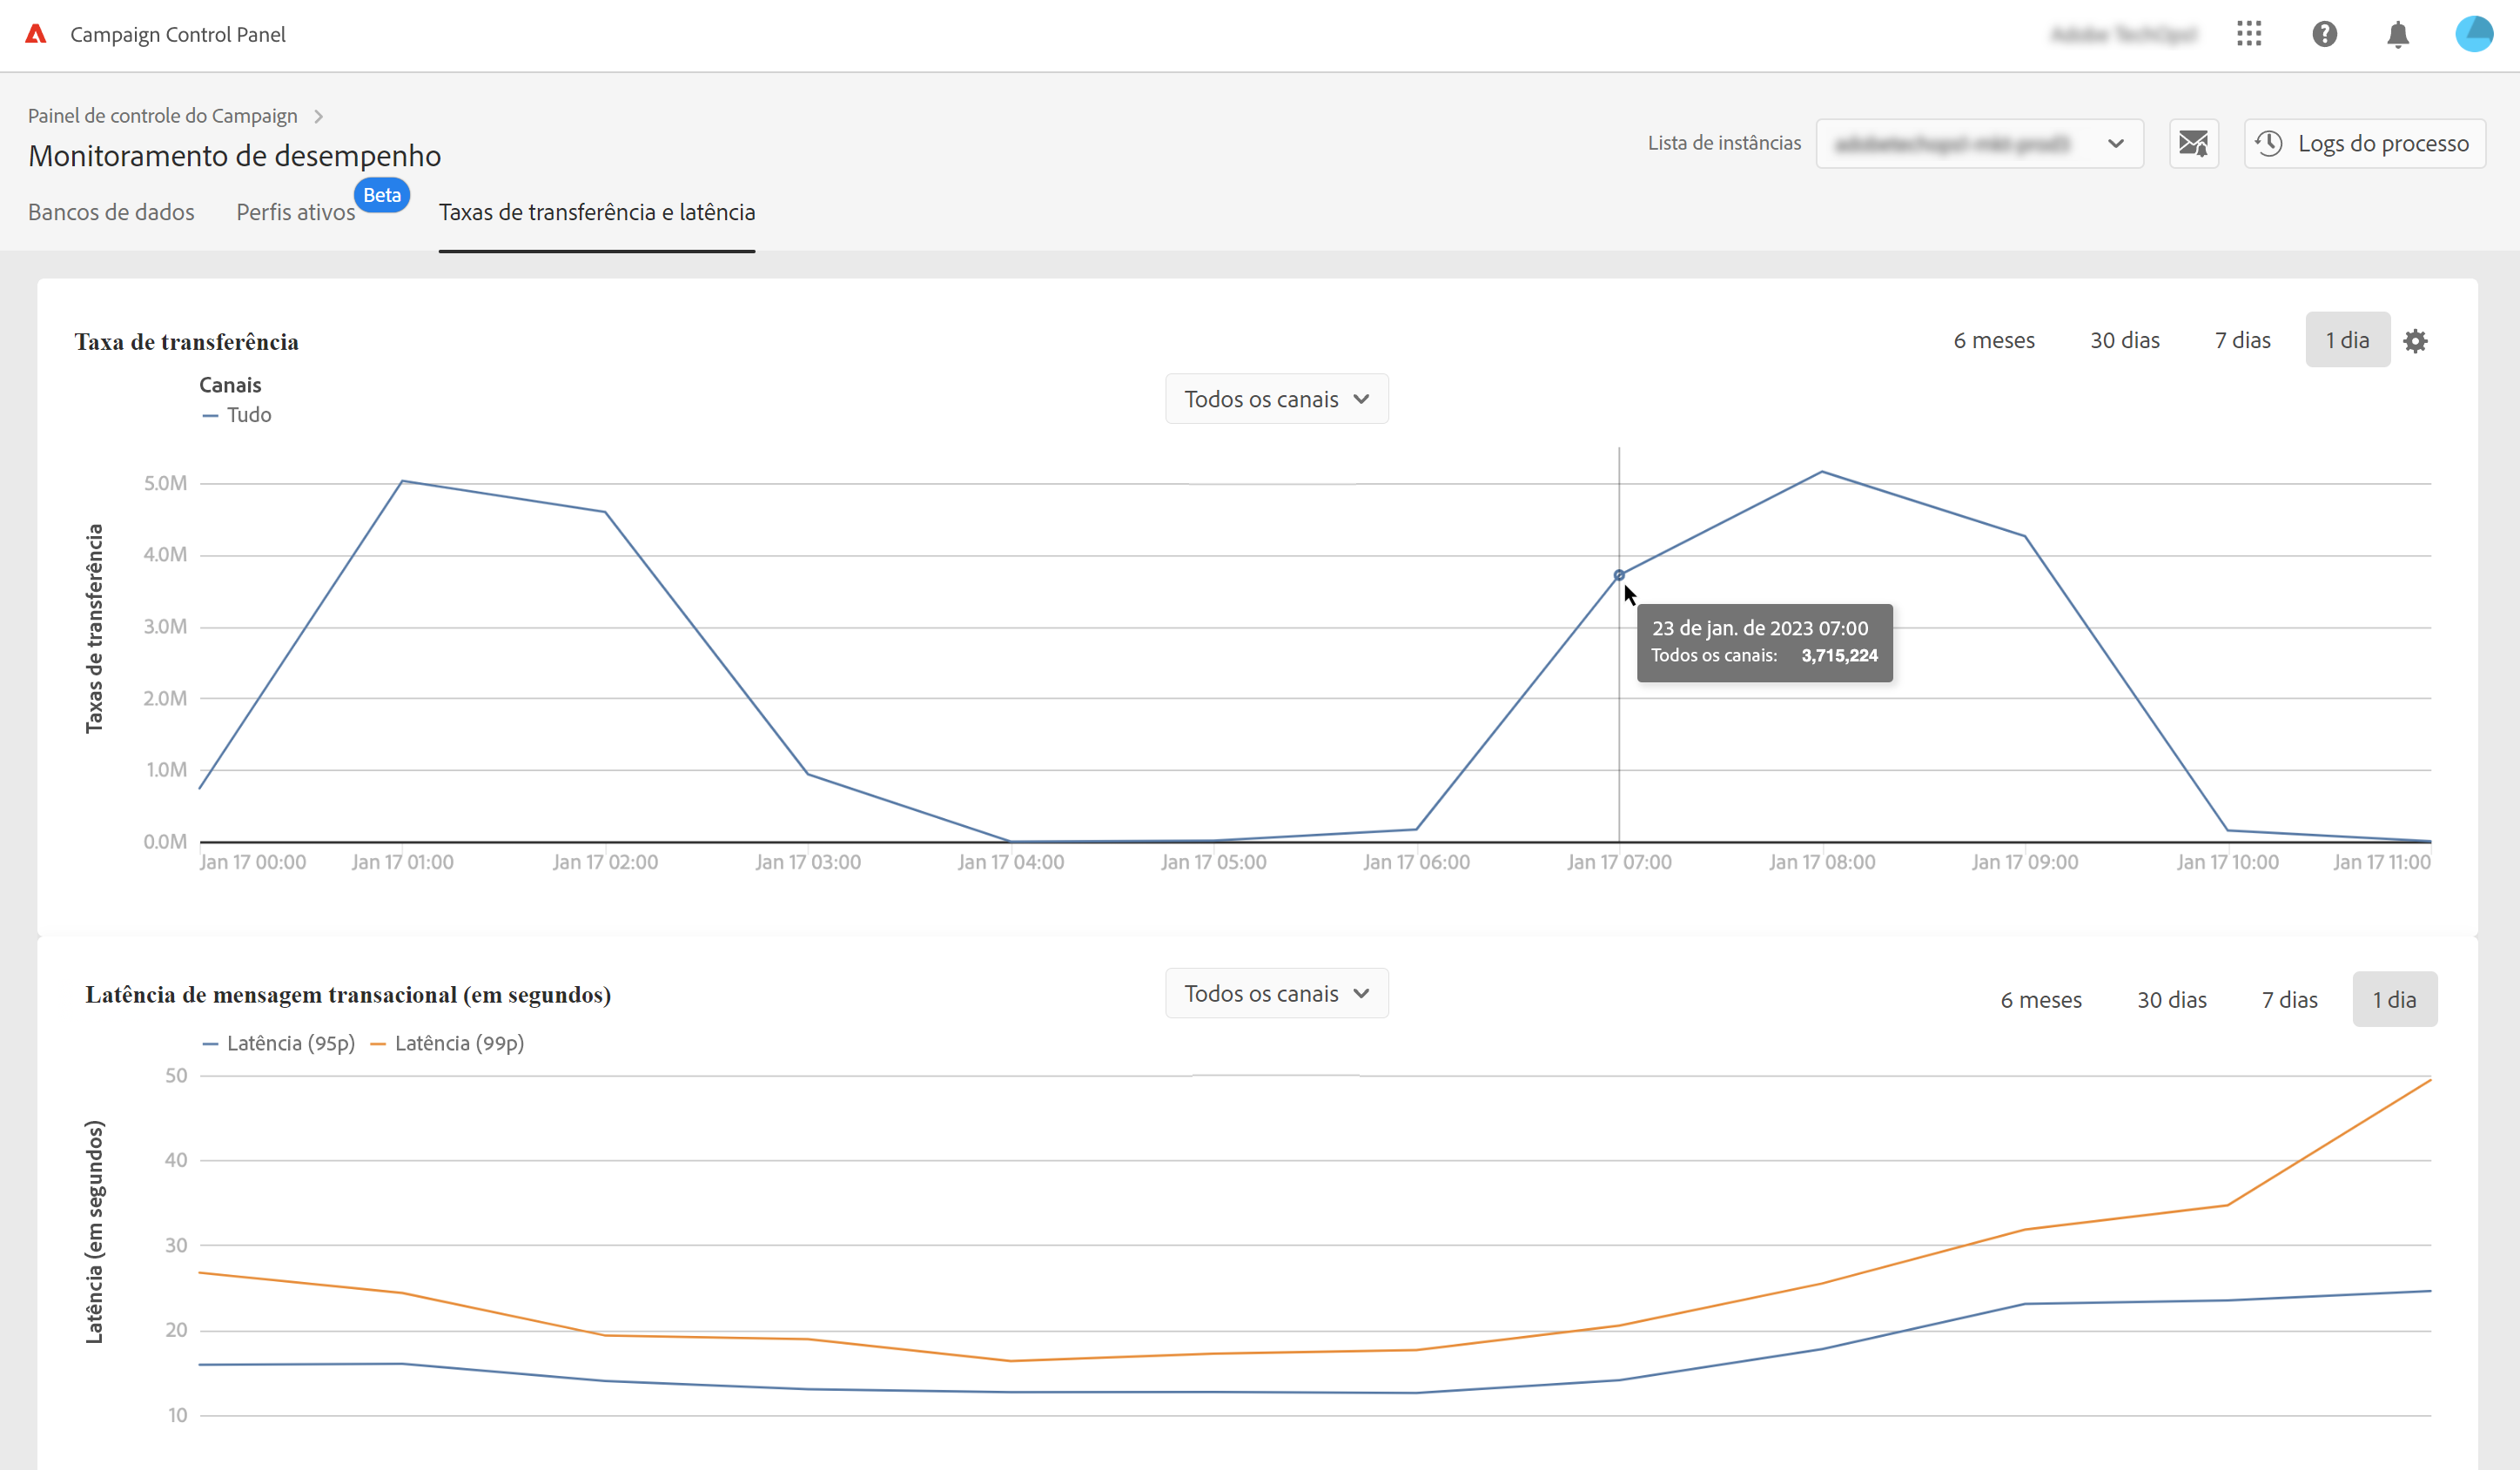 Campaign Control Panel
Painel de controle do Campaign
Monitoramento de desempenho
Lista de instâncias
Logs do processo
Bancos de dados
Perfis ativos
Beta
Taxas de transferência e latência
Taxa de transferência
6 meses
30 dias
7 dias
1 dia
Canais
Tudo
Todos os canais
Taxas de transferência
5.0M
4.0M
3.0M
2.0M
1.0M
0.0M
23 de jan. de 2023 07:00
Todos os canais: 3,715,224
Jan 17 00:00
Jan 17 01:00
Jan 17 02:00
Jan 17 03:00
Jan 17 04:00
Jan 17 05:00
Jan 17 06:00
Jan 17 07:00
Jan 17 08:00
Jan 17 09:00
Jan 17 10:00
Jan 17 11:00
Latência de mensagem transacional (em segundos)
Todos os canais
6 meses
30 dias
7 dias
1 dia
Latência (95p)
Latência (99p)
Latência (em segundos)
50
40
30
20
10